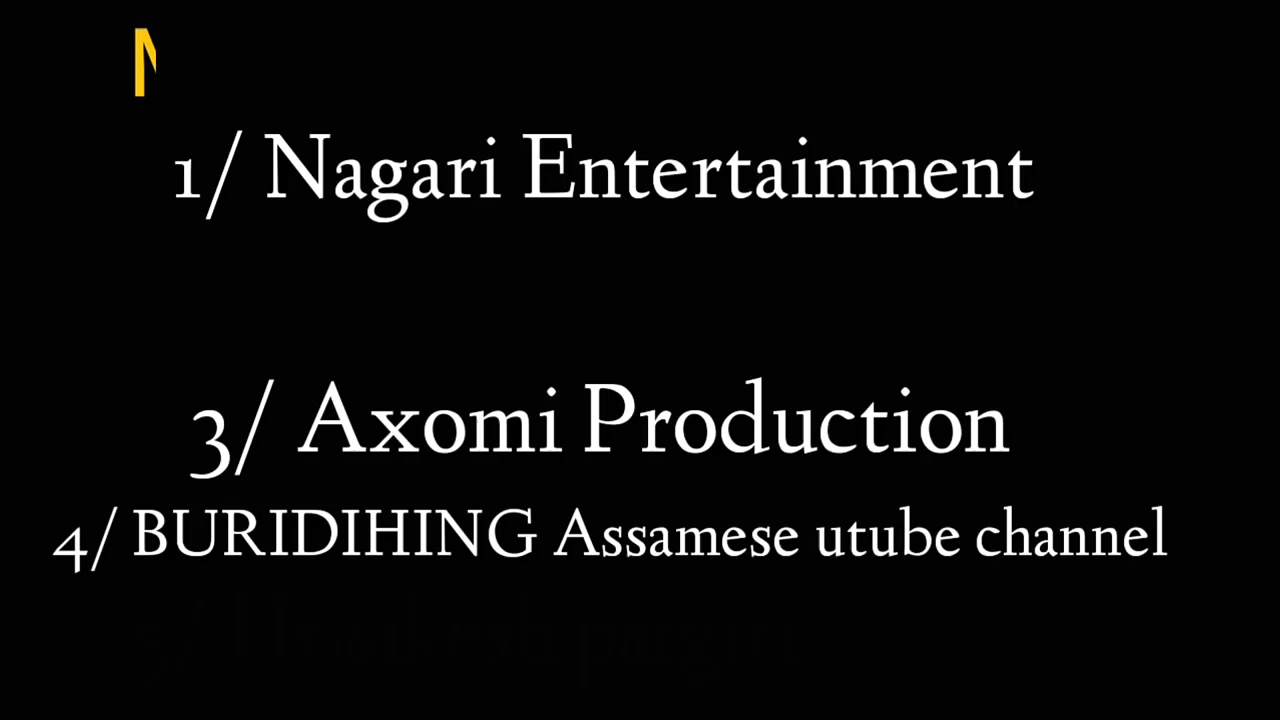 1/ Nagari Entertainment
3/ Axomi Production
4/ BURIDIHING Assamese utube channel